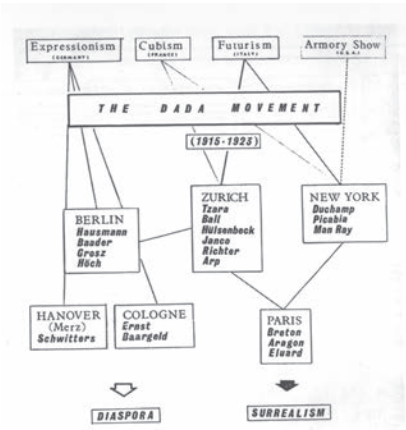 Expressionism
(GERMANY)
Cubism
(FRANCE)
Futurism
(ITALY)
Armory Show
(U.S.A.)
THE DADA MOVEMENT
(1915-1923)
BERLIN
Hausmann
Baader
Grosz
Höch
ZURICH
Tzara
Ball
Hülsenbeck
Janco
Richter
Arp
NEW YORK
Duchamp
Picabia
Man Ray
HANOVER
(Merz)
Schwitters
COLOGNE
Ernst
Baargeld
PARIS
Breton
Aragon
Eluard
DIASPORA
SURREALISM